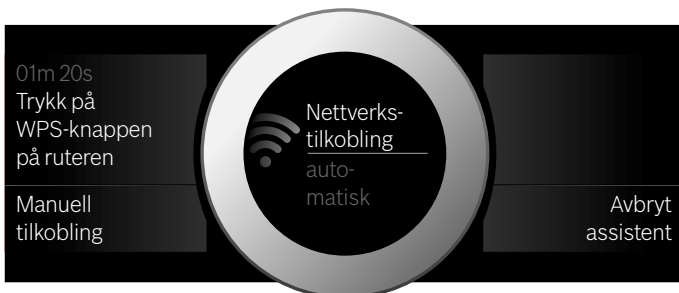 01m 20s
Trykk på
WPS-knappen
på ruteren
Manuell
tilkobling
Nettverks-
tilkobling
auto-
matisk
Avbryt
assistent